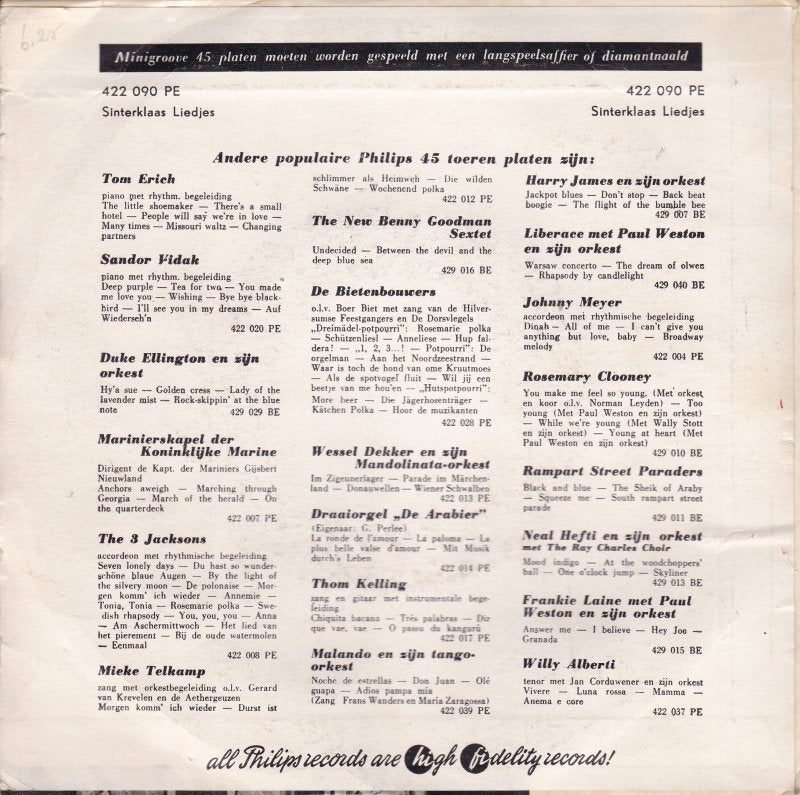 6.25
Minigroove 45 platen moeten worden gespeeld met een langspeelsaffier of diamantnaald
422 090 PE
Sinterklaas Liedjes
422 090 PE
Sinterklaas Liedjes
Andere populaire Philips 45 toeren platen zijn:
Tom Erich
piano met rhythm. begeleiding
The little shoemaker — There's a small
hotel — People will say we're in love —
Many times — Missouri waltz — Changing
partners
Sandor Vidak
piano met rhythm. begeleiding
Deep purple — Tea for two — You made
me love you — Wishing — Bye bye black-
bird — I'll see you in my dreams — Auf
Wiederseh'n
422 020 PE
Duke Ellington en zijn
orkest
Hy'a sue — Golden cress — Lady of the
lavender mist — Rock-skippin' at the blue
note
429 029 BE
Marinierskapel der
Koninklijke Marine
Dirigent de Kapt. der Mariniers Gijsbert
Nieuwland
Anchors aweigh — Marching through
Georgia — March of the herald — On
the quarterdeck
422 007 PE
The 3 Jacksons
accordeon met rhythmische begeleiding
Seven lonely days — Du hast so wunder-
schöne blaue Augen — By the light of
the silvery moon — De polonaise — Mor-
gen komm' ich wieder — Annemie —
Tonia, Tonia — Rosemarie polka — Swe-
dish rhapsody — You, you, you — Anna
— Am Aschermittwoch — Het lied van
het pierement — Bij de oude watermolen
— Eenmaal
422 008 PE
Mieke Telkamp
zang met orkestbegeleiding o.l.v. Gerard
van Krevelen en de Aethergeuzen
Morgen komm' ich wieder — Durst ist
schlimmer als Heimweh — Die wilden
Schwäne — Wochenend polka
422 012 PE
The New Benny Goodman
Sextet
Undecided — Between the devil and the
deep blue sea
429 016 BE
De Bietenbouwers
o.l.v. Boer Biet met zang van de Hilver-
sumse Feestgangers en De Dorsvlegels
„Dreimädel-potpourri": Rosemarie polka
— Schützenliesl — Anneliese — Hup fal-
dera! — „1, 2, 3...! — Potpourri": De
orgelman — Aan het Noordzeestrand —
Waar is toch de hond van ome Kruutmoes
— Als de spotvogel fluit — Wil jij een
beetje van me hou'en — „Hutspotpourri":
More heer — Die Jägerhosenträger —
Kätchen Polka — Hoor de muzikanten
422 028 PE
Wessel Dekker en zijn
Mandolinata-orkest
Im Zigeunerlager — Parade im Märchen-
land — Donauwellen — Wiener Schwalben
422 013 PE
Draaiorgel „De Arabier"
(Eigenaar: G. Perlee)
La ronde de l'amour — La paloma — La
plus belle valse d'amour — Mit Musik
durch's Leben
422 014 PE
Thom Kelling
zang en gitaar met instrumentale bege-
leiding
Chiquita bacana — Très palabras — Diz
que vae, vae — O passu do kangurû
422 017 PE
Malando en zijn tango-
orkest
Noche de estrellas — Don Juan — Olé
guapa — Adios pampa mia
(Zang Frans Wanders en Maria Zaragossa)
422 039 PE
Harry James en zijn orkest
Jackpot blues — Don't stop — Back beat
boogie — The flight of the bumble bee
429 007 BE
Liberace met Paul Weston
en zijn orkest
Warsaw concerto — The dream of olwen
— Rhapsody by candlelight
429 040 BE
Johnny Meyer
accordeon met rhythmische begeleiding
Dinah — All of me — I can't give you
anything but love, baby — Broadway
melody
422 004 PE
Rosemary Clooney
You make me feel so young, (Met orkest
en koor o.l.v. Norman Leyden) — Too
young (Met Paul Weston en zijn orkest)
— While we're young (Met Wally Stott
en zijn orkest) — Young at heart (Met
Paul Weston en zijn orkest)
429 010 BE
Rampart Street Paraders
Black and blue — The Sheik of Araby
— Squeeze me — South rampart street
parade
429 011 BE
Neal Hefti en zijn orkest
met The Ray Charles Choir
Mood indigo — At the woodchoppers'
ball — One o'clock jump — Skyliner
429 013 BE
Frankie Laine met Paul
Weston en zijn orkest
Answer me — I believe — Hey Joe —
Granada
429 015 BE
Willy Alberti
tenor met Jan Corduwener en zijn orkest
Vivere — Luna rossa — Mamma —
Anema e core
422 037 PE
all Philips records are high fidelity records!